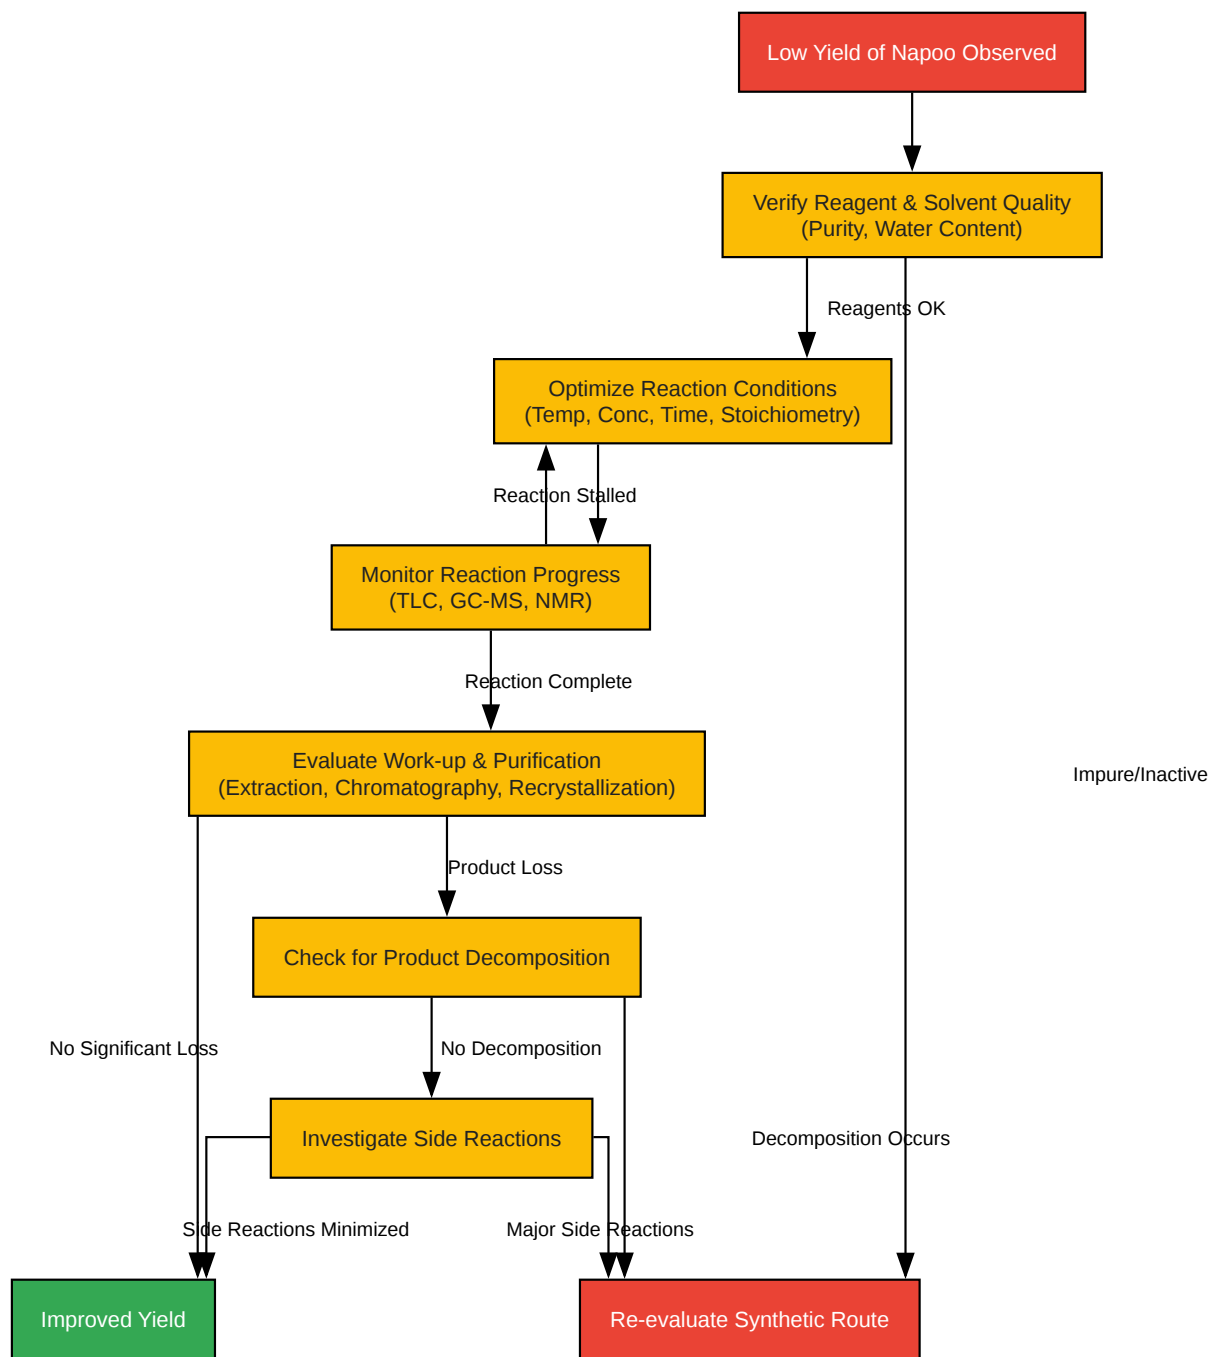 Low Yield of Napoo Observed
Verify Reagent & Solvent Quality
(Purity, Water Content)
Reagents OK
Optimize Reaction Conditions
(Temp, Conc, Time, Stoichiometry)
Reaction Stalled
Monitor Reaction Progress
(TLC, GC-MS, NMR)
Reaction Complete
Evaluate Work-up & Purification
(Extraction, Chromatography, Recrystallization)
Impure/Inactive
Product Loss
Check for Product Decomposition
No Significant Loss
No Decomposition
Investigate Side Reactions
Decomposition Occurs
Side Reactions Minimized
Major Side Reactions
Improved Yield
Re-evaluate Synthetic Route